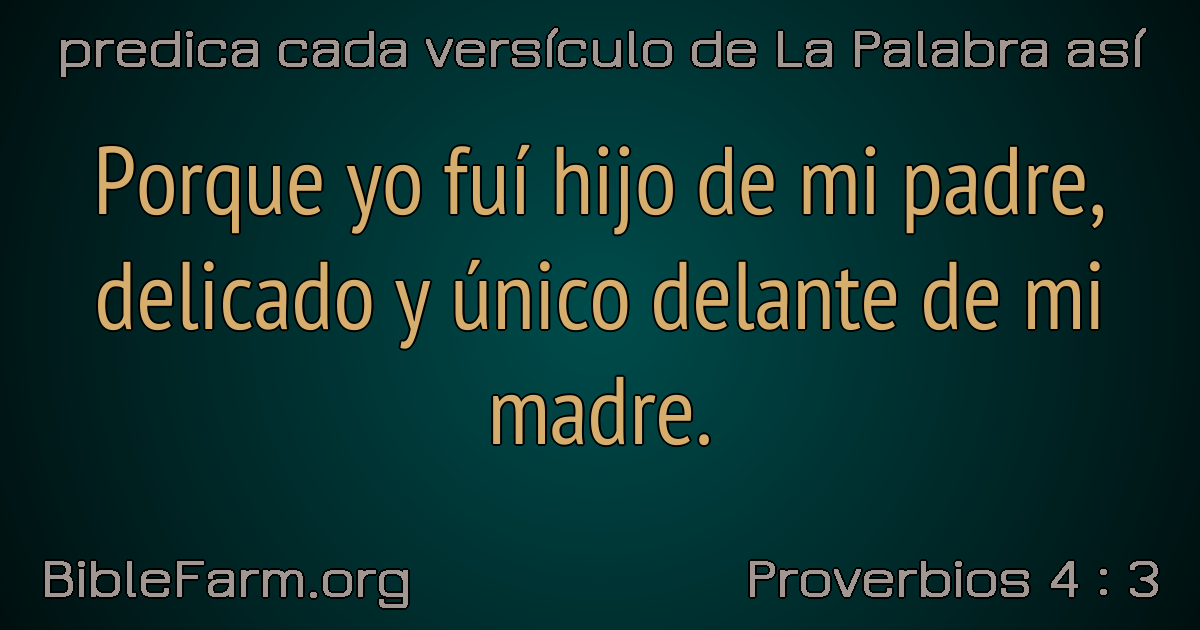 predica cada versículo de La Palabra así
Porque yo fuí hijo de mi padre,
delicado y único delante de mi
madre.
BibleFarm.org
Proverbios 4 : 3